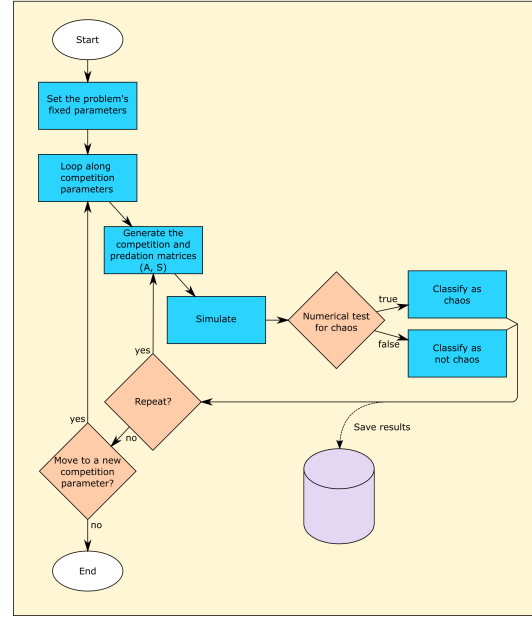 Start
Set the problem's
fixed parameters
Loop along
competition
parameters
Generate the
competition and
predation matrices
(A, S)
Simulate
Numerical test
for chaos
true
Classify as
chaos
false
Classify as
not chaos
yes
Repeat?
no
Save results
yes
Move to a new
competition
parameter?
no
End